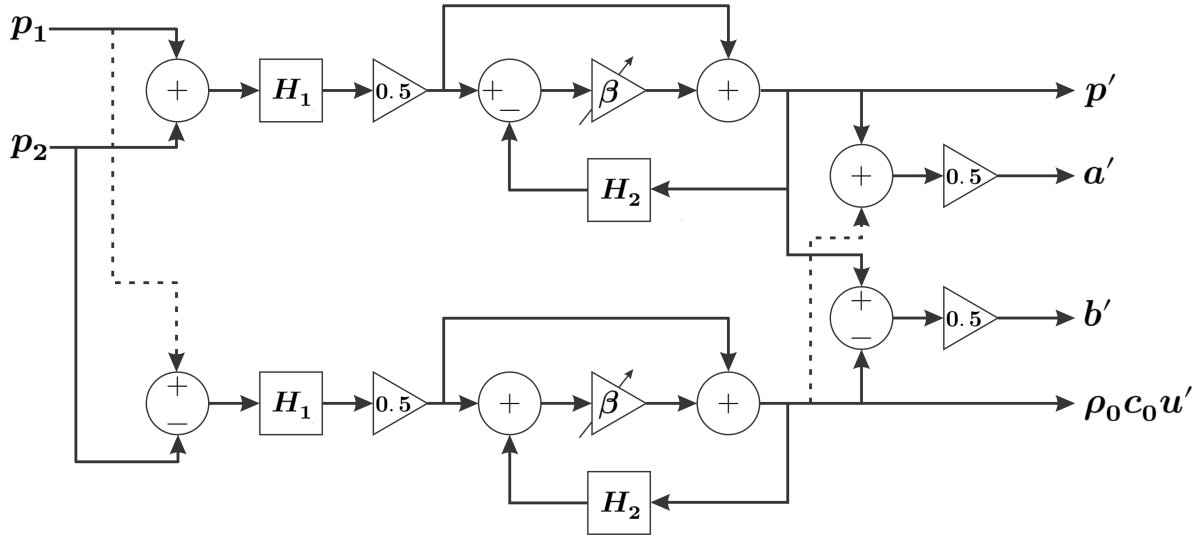 p₁
+ H₁ 0.5 + − β + p′
p₂
H₂ + 0.5 a′
+ − 0.5 b′
+ − H₁ 0.5 + β + ρ₀c₀u′
H₂